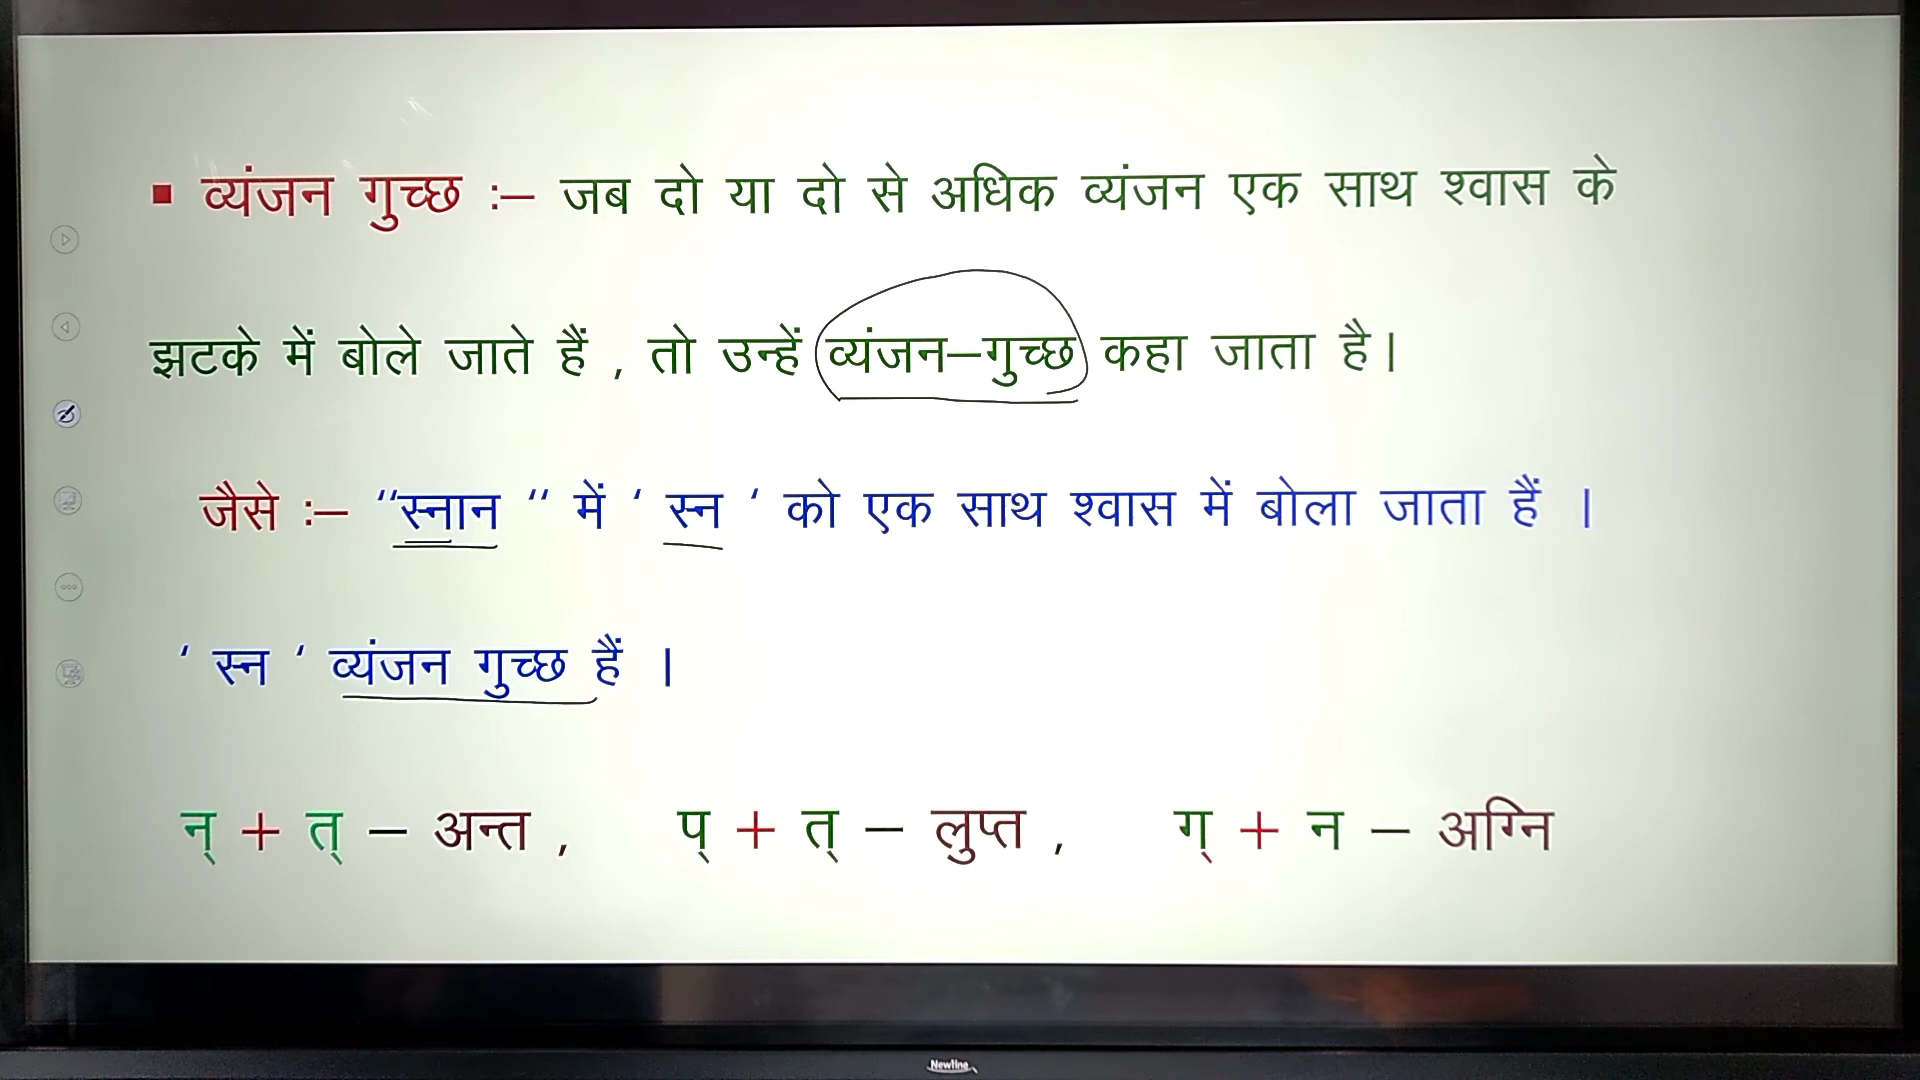 ▪ व्यंजन गुच्छ :– जब दो या दो से अधिक व्यंजन एक साथ श्वास के
झटके में बोले जाते हैं , तो उन्हें व्यंजन–गुच्छ कहा जाता है।
जैसे :– ‘‘स्नान ‘‘ में ‘ स्न ‘ को एक साथ श्वास में बोला जाता हैं ।
‘ स्न ‘ व्यंजन गुच्छ हैं ।
न् + त् – अन्त , प् + त् – लुप्त , ग् + न – अग्नि
Newline